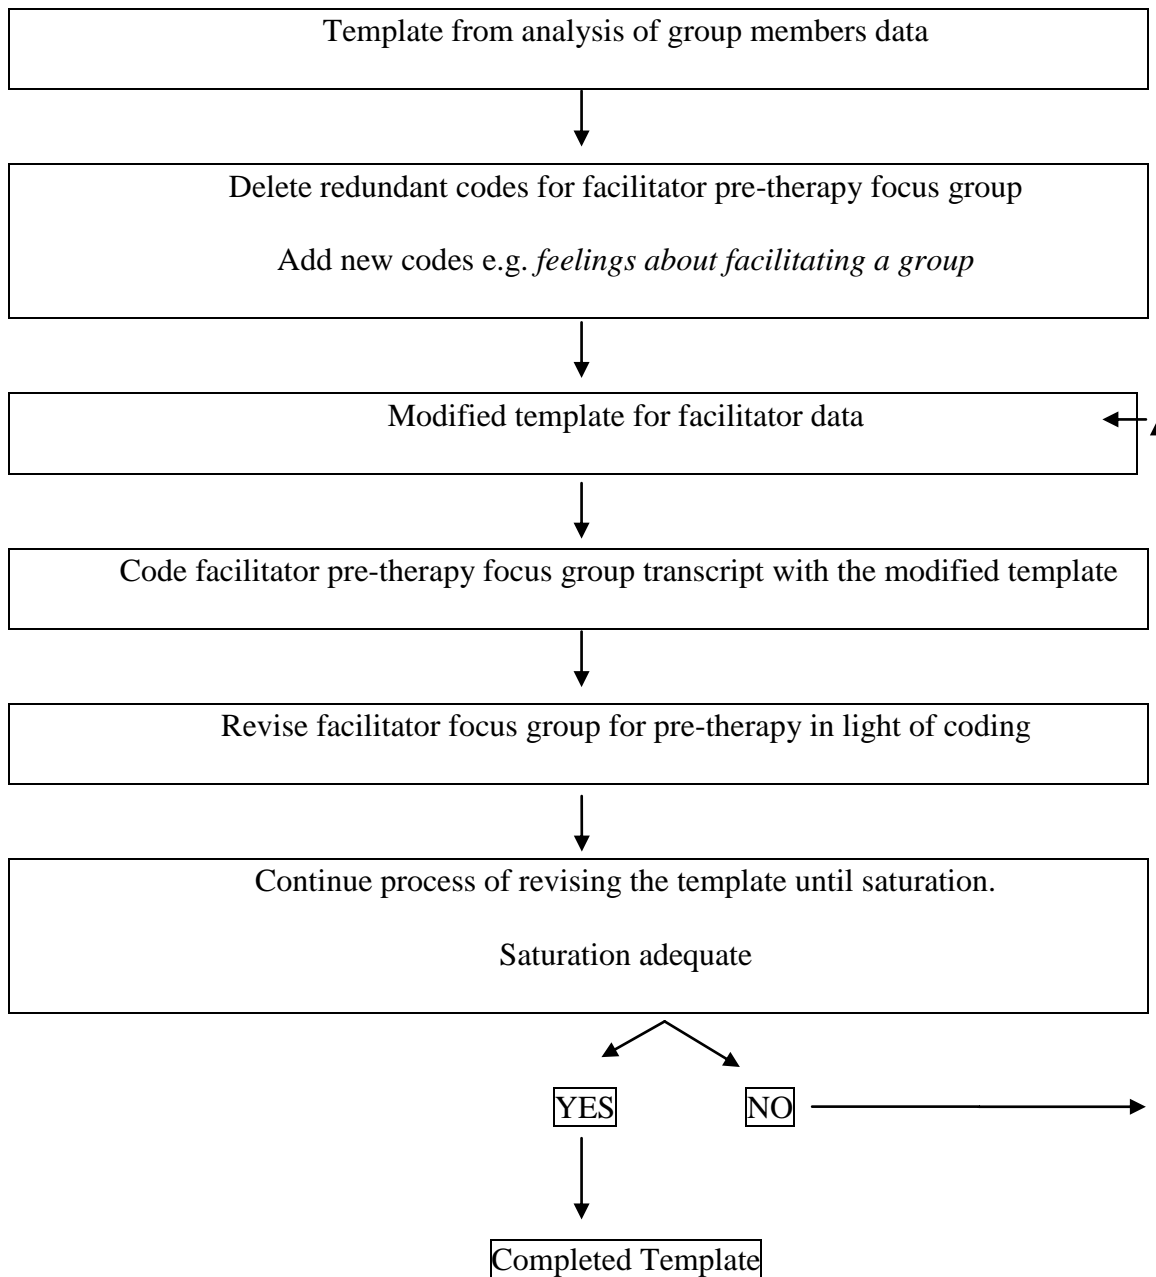 Template from analysis of group members data
Delete redundant codes for facilitator pre-therapy focus group
Add new codes e.g. feelings about facilitating a group
Modified template for facilitator data
Code facilitator pre-therapy focus group transcript with the modified template
Revise facilitator focus group for pre-therapy in light of coding
Continue process of revising the template until saturation.
Saturation adequate
YES
NO
Completed Template